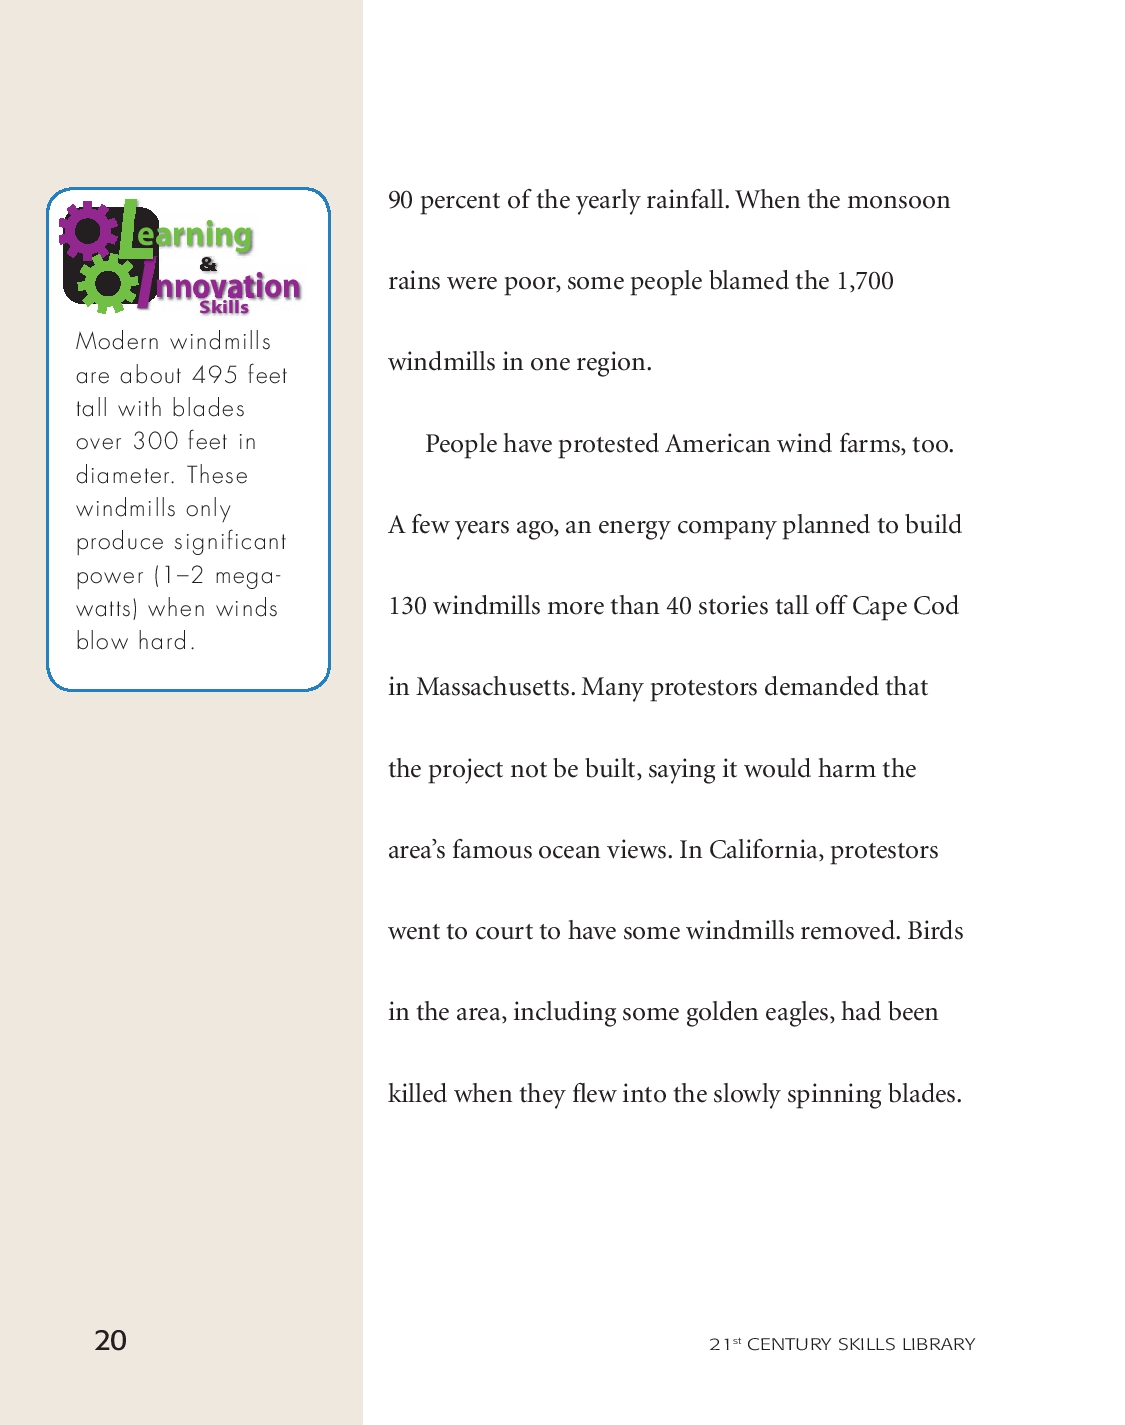 Learning
&
Innovation
Skills
Modern windmills
are about 495 feet
tall with blades
over 300 feet in
diameter. These
windmills only
produce significant
power (1–2 mega-
watts) when winds
blow hard.
90 percent of the yearly rainfall. When the monsoon
rains were poor, some people blamed the 1,700
windmills in one region.
People have protested American wind farms, too.
A few years ago, an energy company planned to build
130 windmills more than 40 stories tall off Cape Cod
in Massachusetts. Many protestors demanded that
the project not be built, saying it would harm the
area’s famous ocean views. In California, protestors
went to court to have some windmills removed. Birds
in the area, including some golden eagles, had been
killed when they flew into the slowly spinning blades.
20
21st CENTURY SKILLS LIBRARY